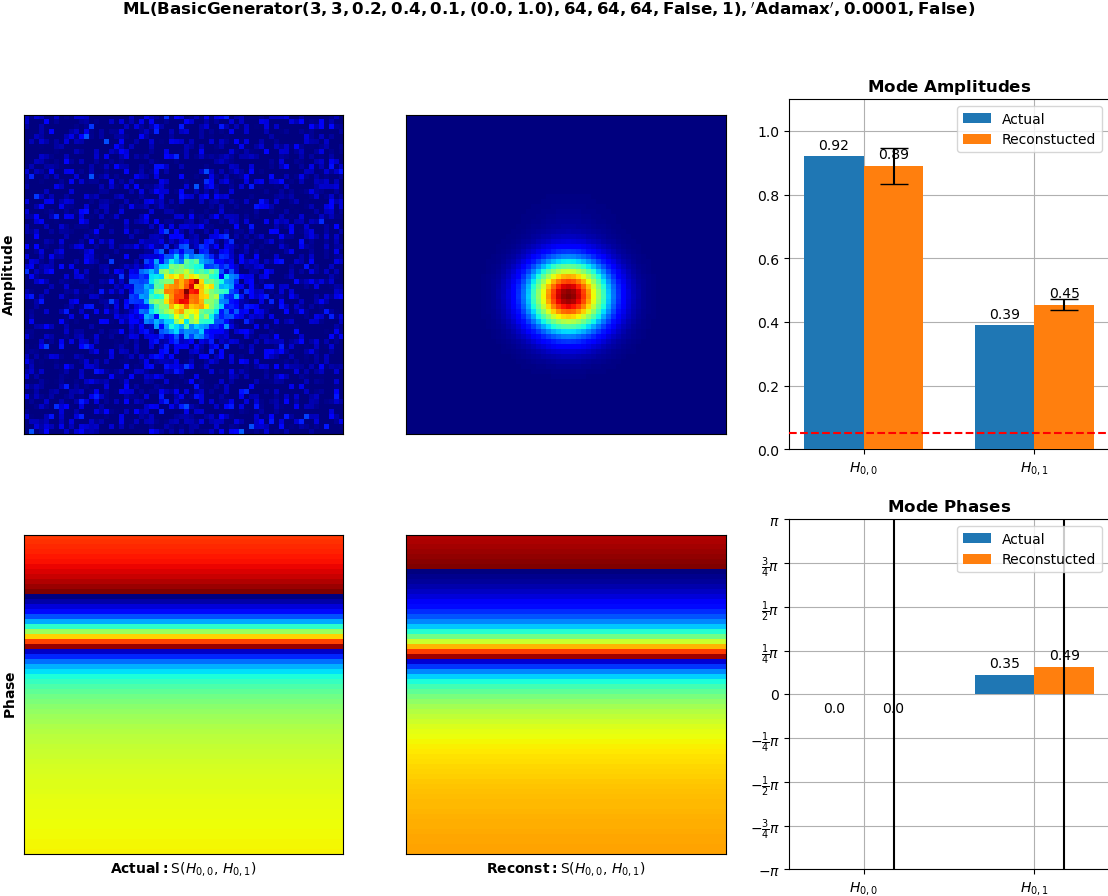 ML(BasicGenerator(3, 3, 0.2, 0.4, 0.1, (0.0, 1.0), 64, 64, 64, False, 1), ′Adamax′, 0.0001, False)
Amplitude
Mode Amplitudes
Actual
Reconstucted
1.0
0.8
0.6
0.4
0.2
0.0
0.92
0.89
0.39
0.45
H0,0
H0,1
Phase
Actual: S(H0,0, H0,1)
Reconst: S(H0,0, H0,1)
Mode Phases
Actual
Reconstucted
π
3/4π
1/2π
1/4π
0
−1/4π
−1/2π
−3/4π
−π
0.0
0.0
0.35
0.49
H0,0
H0,1